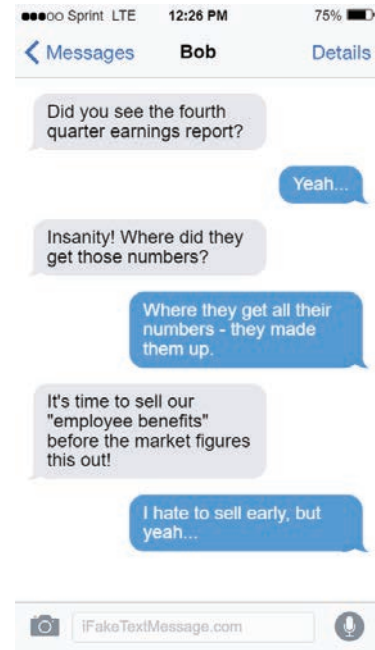 Sprint LTE 12:26 PM 75%
Messages Bob Details
Did you see the fourth
quarter earnings report?
Yeah...
Insanity! Where did they
get those numbers?
Where they get all their
numbers - they made
them up.
It's time to sell our
"employee benefits"
before the market figures
this out!
I hate to sell early, but
yeah...
iFakeTextMessage.com